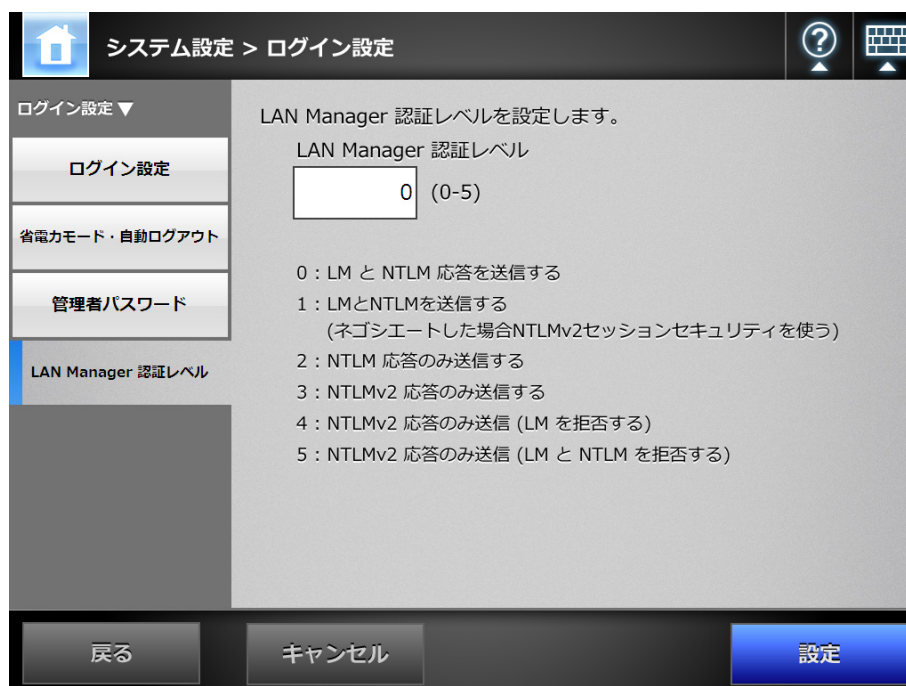 システム設定 > ログイン設定
?
ログイン設定▼
ログイン設定
省電力モード・自動ログアウト
管理者パスワード
LAN Manager 認証レベル
LAN Manager 認証レベルを設定します。
LAN Manager 認証レベル
0 (0-5)
0：LM と NTLM 応答を送信する
1：LMとNTLMを送信する
(ネゴシエートした場合NTLMv2セッションセキュリティを使う)
2：NTLM 応答のみ送信する
3：NTLMv2 応答のみ送信する
4：NTLMv2 応答のみ送信 (LM を拒否する)
5：NTLMv2 応答のみ送信 (LM と NTLM を拒否する)
戻る
キャンセル
設定